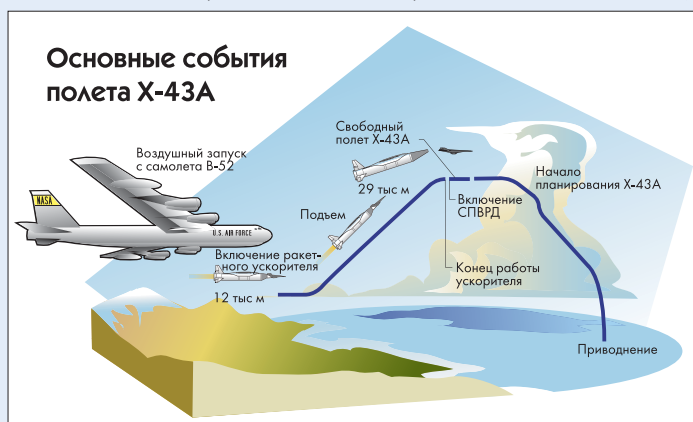 Основные события
полета Х-43А
Воздушный запуск
с самолета В-52
NASA
U.S. AIR FORCE
Свободный
полет Х-43А
29 тыс м
Подъем
Включение ракет-
ного ускорителя
12 тыс м
Включение
СПВРД
Конец работы
ускорителя
Начало
планирования Х-43А
Приводнение